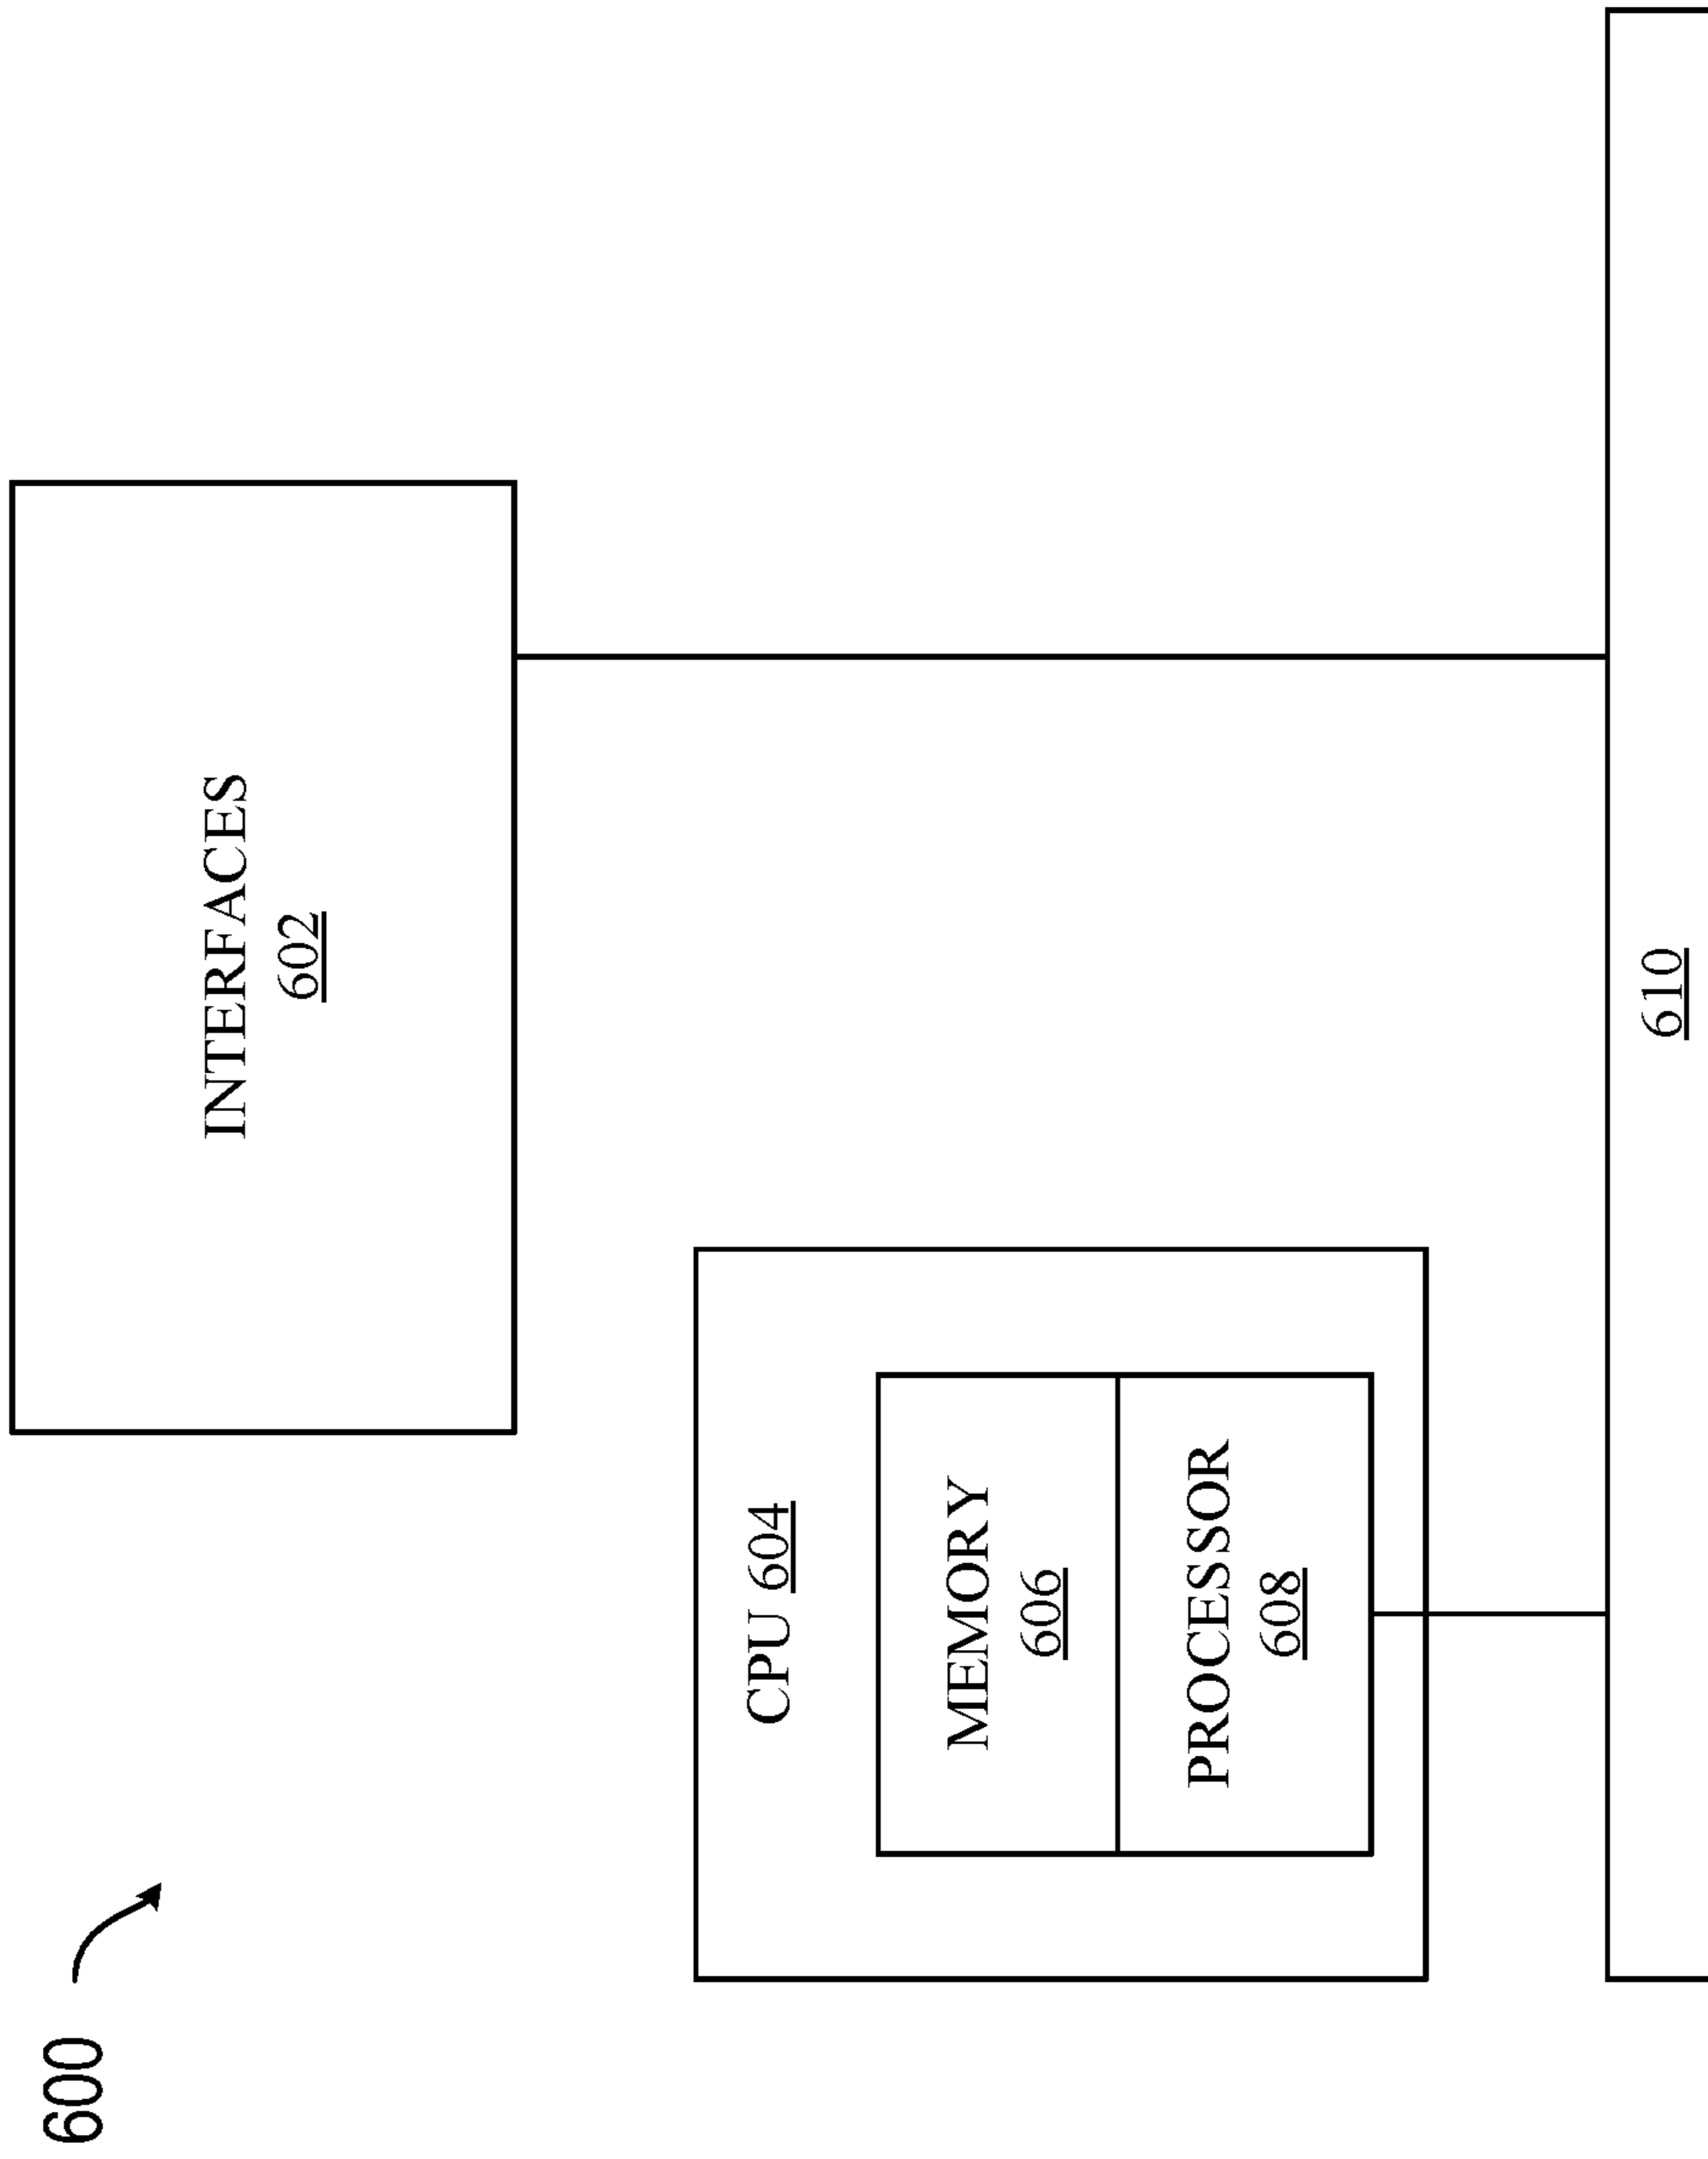 600
INTERFACES
602
CPU 604
MEMORY
606
PROCESSOR
608
610